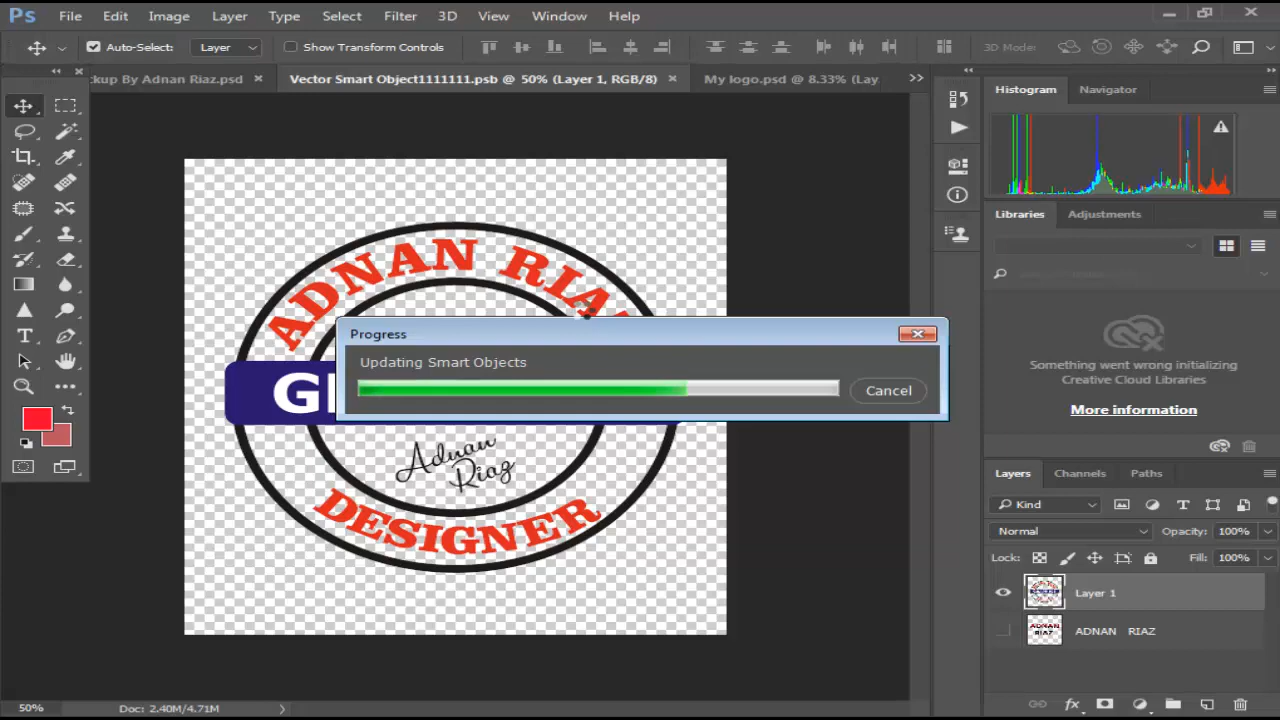 Ps File Edit Image Layer Type Select Filter 3D View Window Help
Auto-Select: Layer Show Transform Controls 3D Mode:
ckup By Adnan Riaz.psd Vector Smart Object1111111.psb @ 50% (Layer 1, RGB/8) My logo.psd @ 8.33% (Lay
Histogram Navigator
Libraries Adjustments
ADNAN RIA
Progress
Updating Smart Objects
Cancel
Something went wrong initializing
Creative Cloud Libraries
More information
Adnan
Riaz
DESIGNER
Layers Channels Paths
Kind
Normal Opacity: 100%
Lock: Fill: 100%
Layer 1
ADNAN RIAZ
50% Doc: 2.40M/4.71M